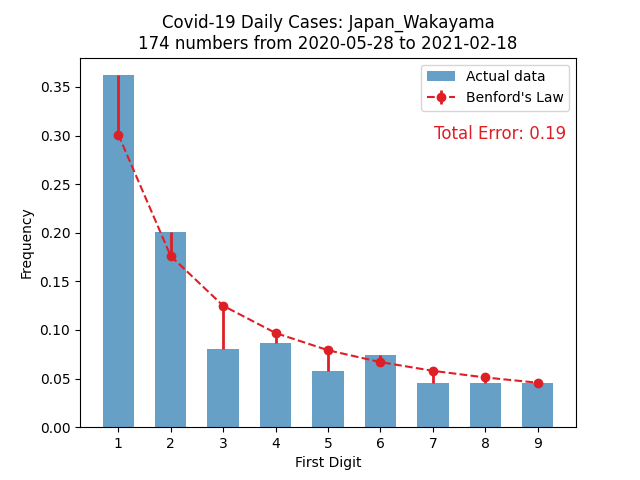 Covid-19 Daily Cases: Japan_Wakayama
174 numbers from 2020-05-28 to 2021-02-18
Actual data
Benford's Law
Total Error: 0.19
Frequency
0.35
0.30
0.25
0.20
0.15
0.10
0.05
0.00
1 2 3 4 5 6 7 8 9
First Digit